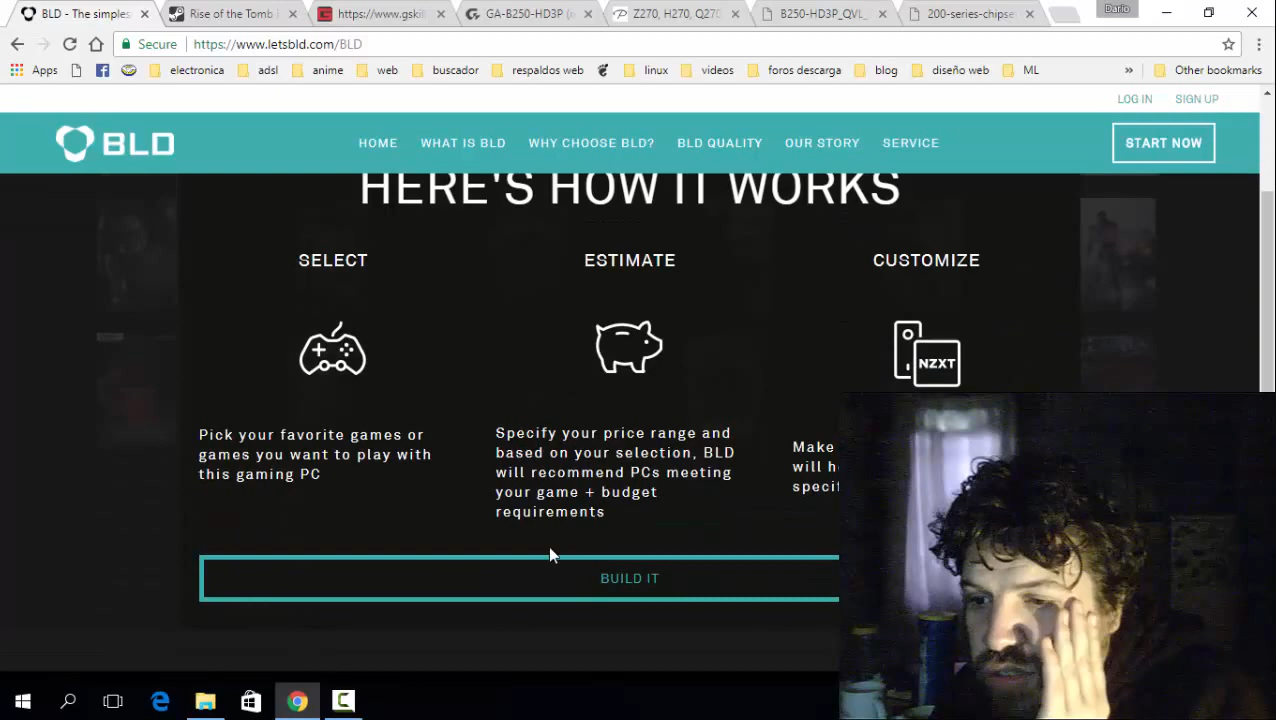 BLD - The simples
Rise of the Tomb
https://www.gskil
GA-B250-HD3P (
Z270, H270, Q270
B250-HD3P_QVL_
200-series-chipse
Dario
Secure
https://www.letsbld.com/BLD
Apps
electronica
adsl
anime
web
buscador
respaldos web
linux
videos
foros descarga
blog
diseño web
ML
»
Other bookmarks
LOG IN
SIGN UP
BLD
HOME
WHAT IS BLD
WHY CHOOSE BLD?
BLD QUALITY
OUR STORY
SERVICE
START NOW
HERE'S HOW IT WORKS
SELECT
ESTIMATE
CUSTOMIZE
NZXT
Pick your favorite games or
games you want to play with
this gaming PC
Specify your price range and
based on your selection, BLD
will recommend PCs meeting
your game + budget
requirements
Make
will h
specif
BUILD IT